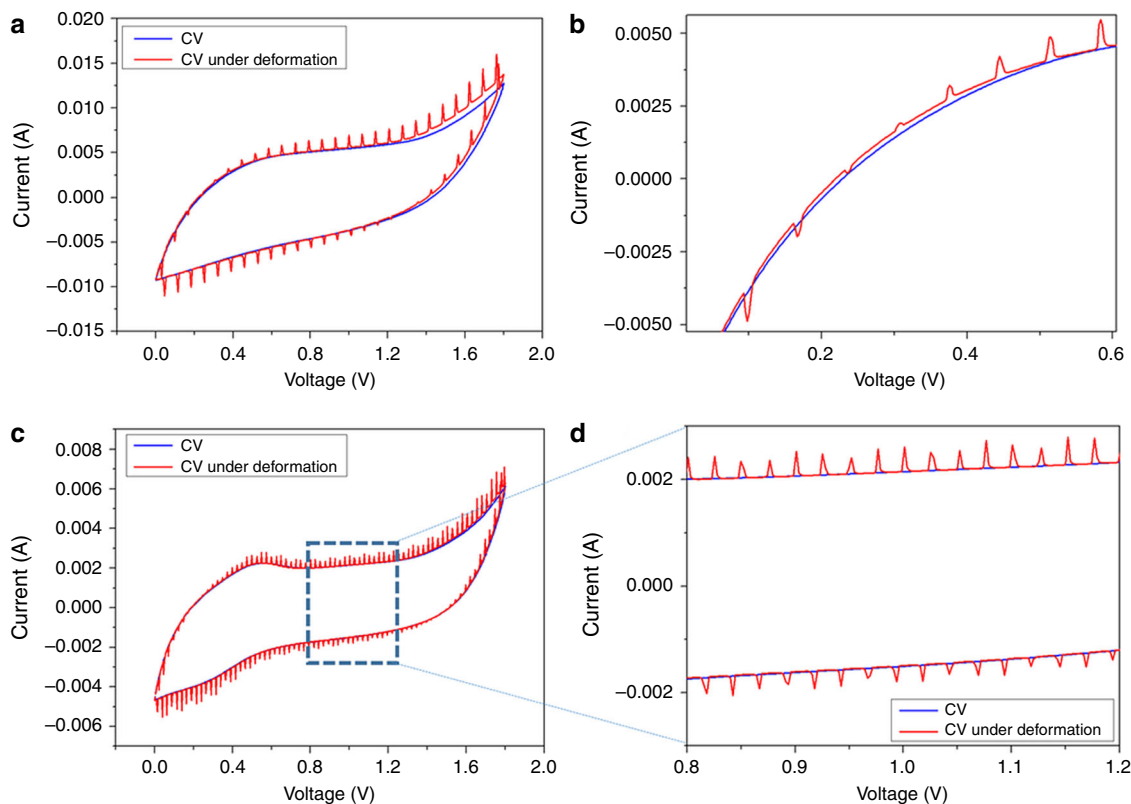 a
0.020
0.015
0.010
0.005
0.000
−0.005
−0.010
−0.015
Current (A)
CV
CV under deformation
0.0
0.4
0.8
1.2
1.6
2.0
Voltage (V)
b
0.0050
0.0025
0.0000
−0.0025
−0.0050
Current (A)
0.2
0.4
0.6
Voltage (V)
c
0.008
0.006
0.004
0.002
0.000
−0.002
−0.004
−0.006
Current (A)
CV
CV under deformation
0.0
0.4
0.8
1.2
1.6
2.0
Voltage (V)
d
0.002
0.000
−0.002
Current (A)
CV
CV under deformation
0.8
0.9
1.0
1.1
1.2
Voltage (V)